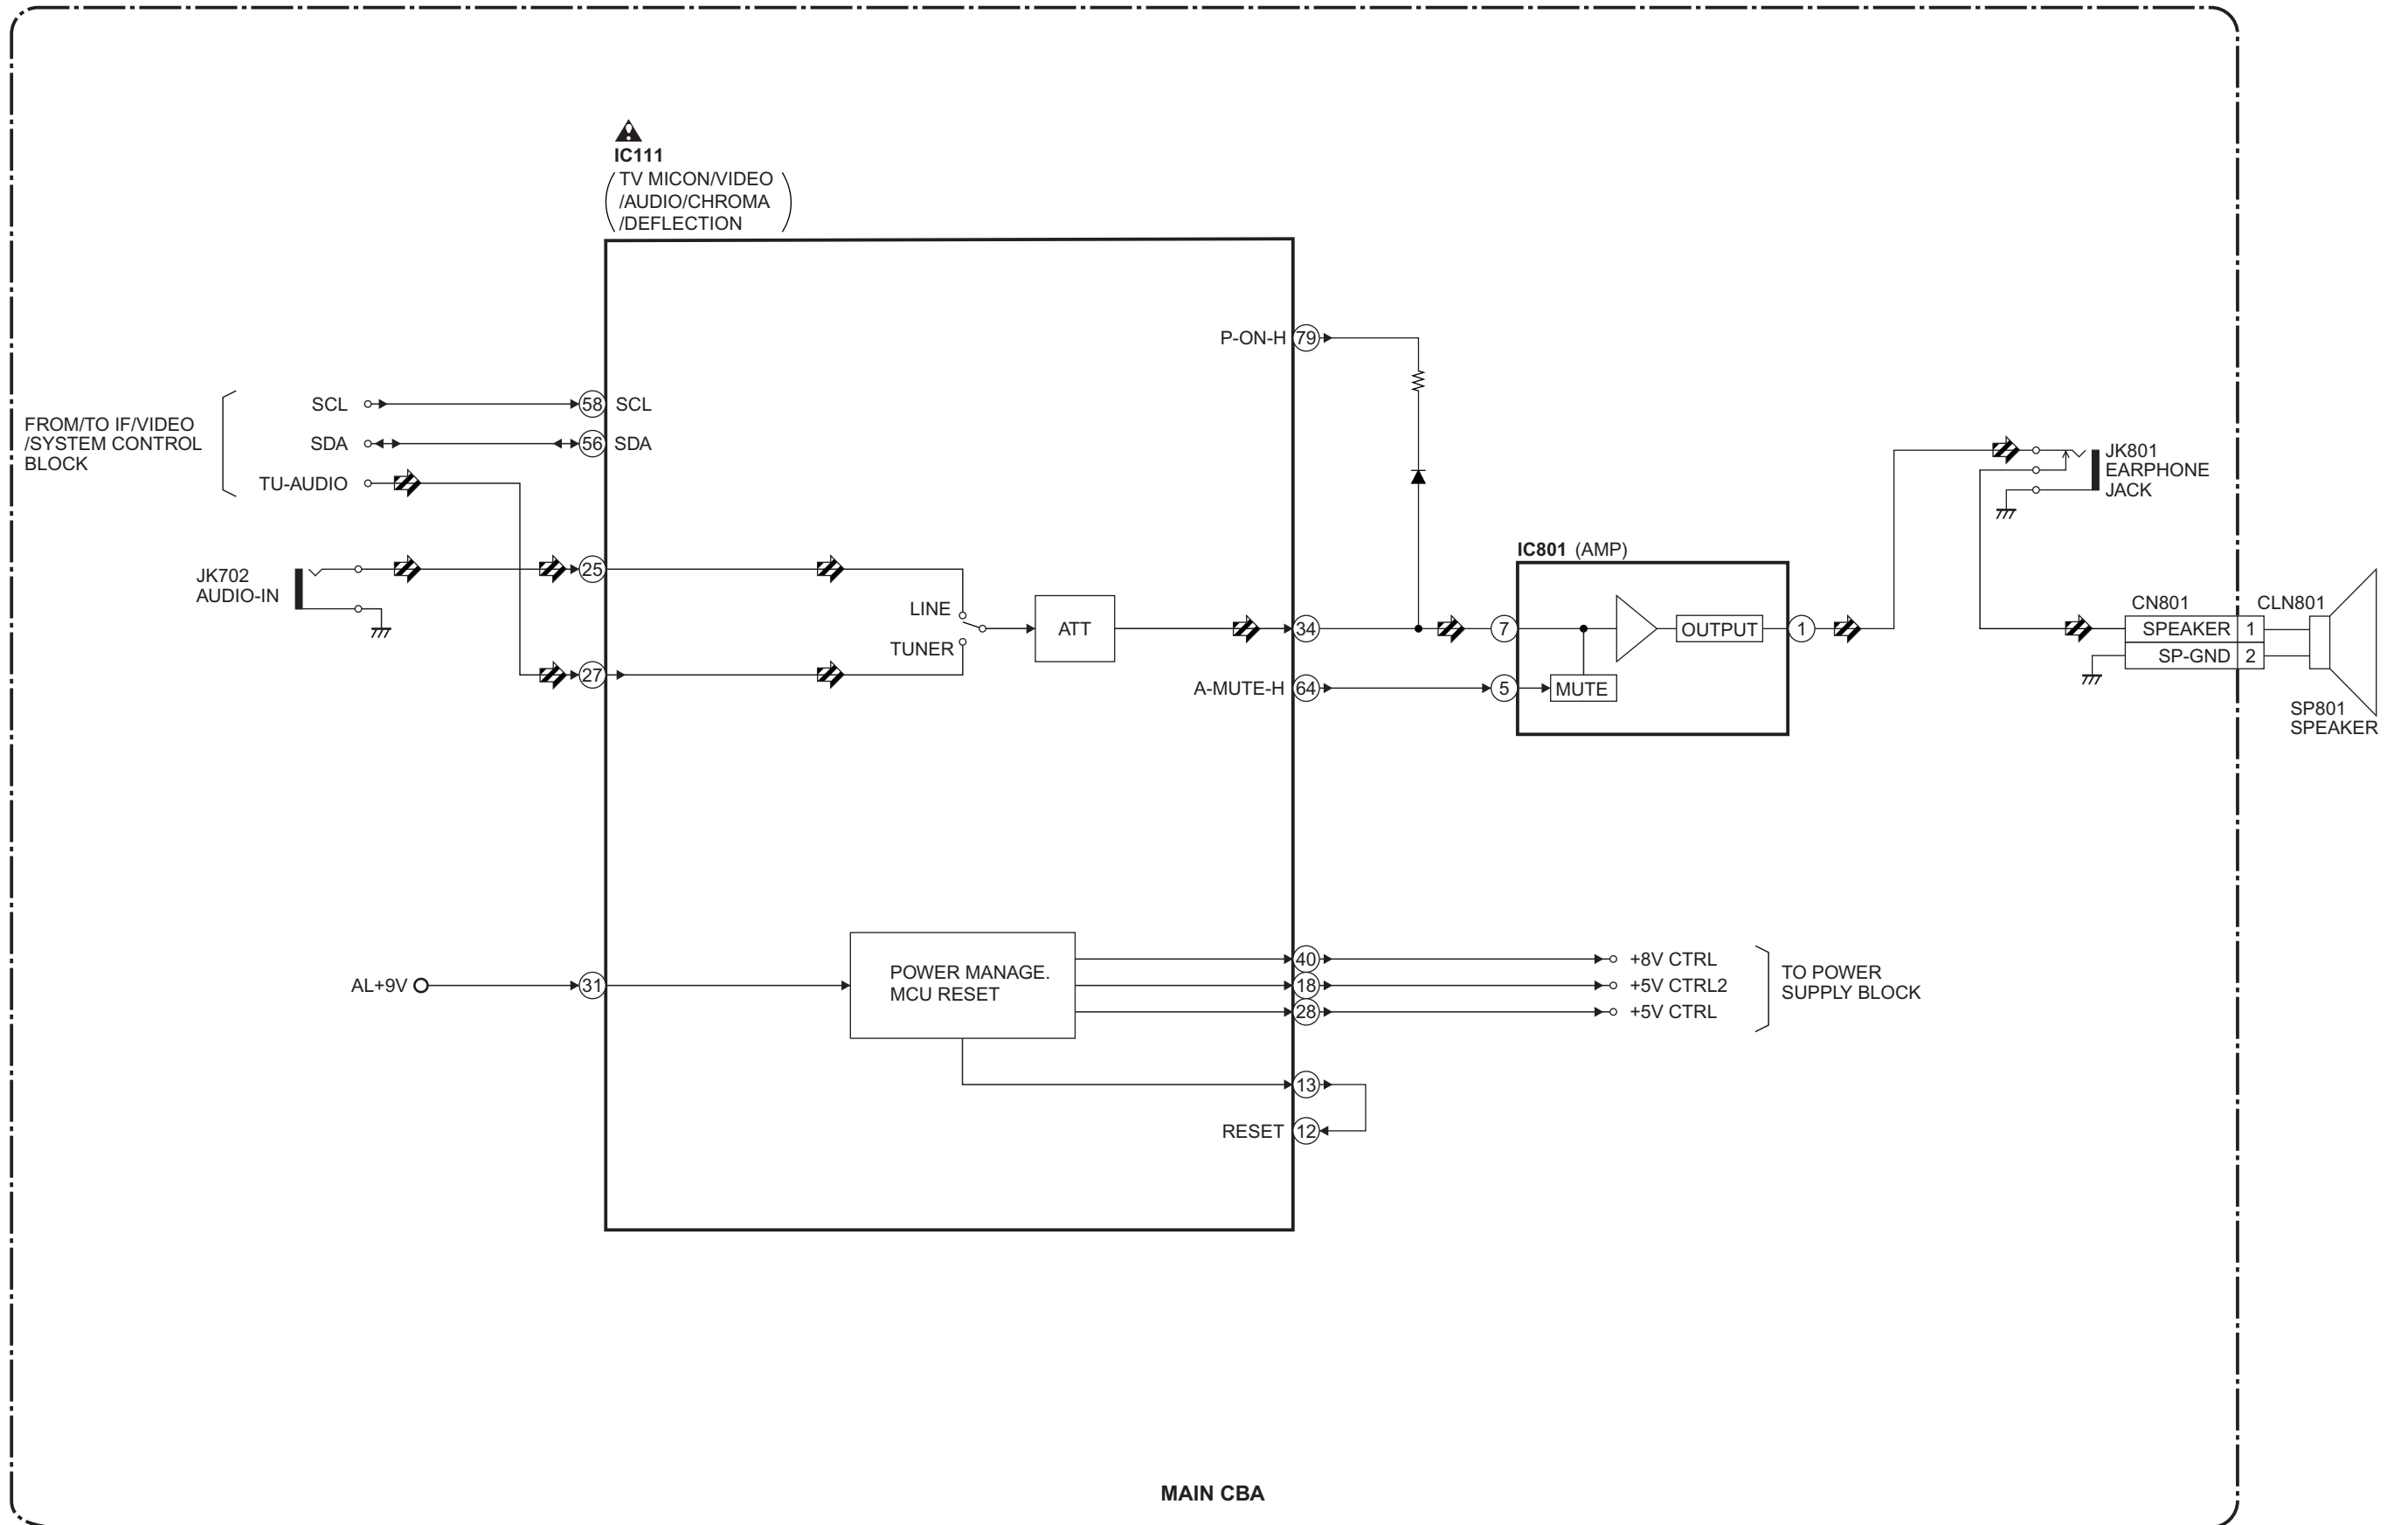 IC111
TV MICON/VIDEO
/AUDIO/CHROMA
/DEFLECTION
P-ON-H 79
FROM/TO IF/VIDEO
/SYSTEM CONTROL
BLOCK
SCL 58 SCL
SDA 56 SDA
TU-AUDIO
JK801
EARPHONE
JACK
JK702
AUDIO-IN
25
LINE
TUNER
27
ATT
34
A-MUTE-H 64
IC801 (AMP)
7
5
MUTE
OUTPUT
1
CN801
CLN801
SPEAKER 1
SP-GND 2
SP801
SPEAKER
AL+9V 31
POWER MANAGE.
MCU RESET
40 +8V CTRL
18 +5V CTRL2
28 +5V CTRL
TO POWER
SUPPLY BLOCK
13
RESET 12
MAIN CBA